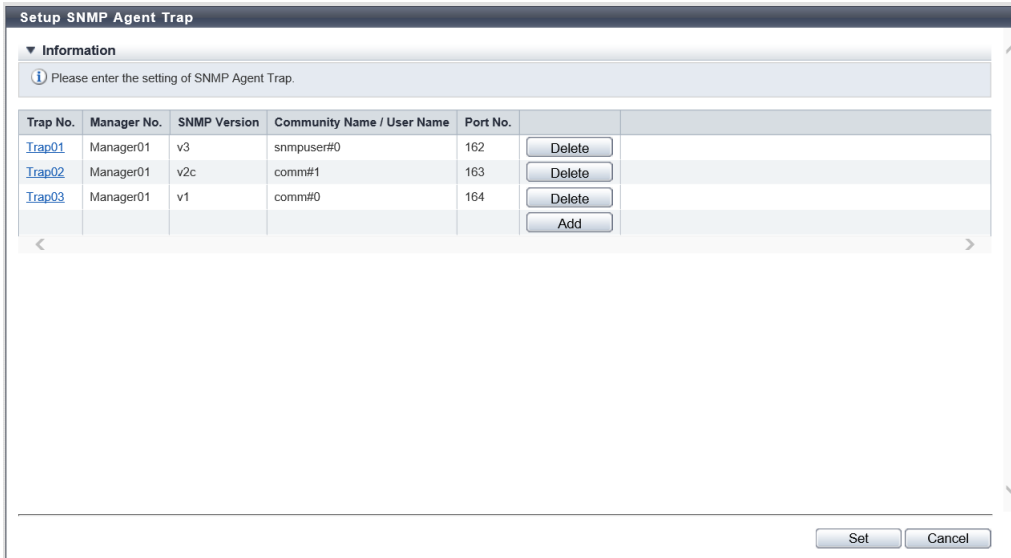 Setup SNMP Agent Trap
Information
Please enter the setting of SNMP Agent Trap.
Trap No. Manager No. SNMP Version Community Name / User Name Port No.
Trap01 Manager01 v3 snmpuser#0 162 Delete
Trap02 Manager01 v2c comm#1 163 Delete
Trap03 Manager01 v1 comm#0 164 Delete
Add
Set Cancel